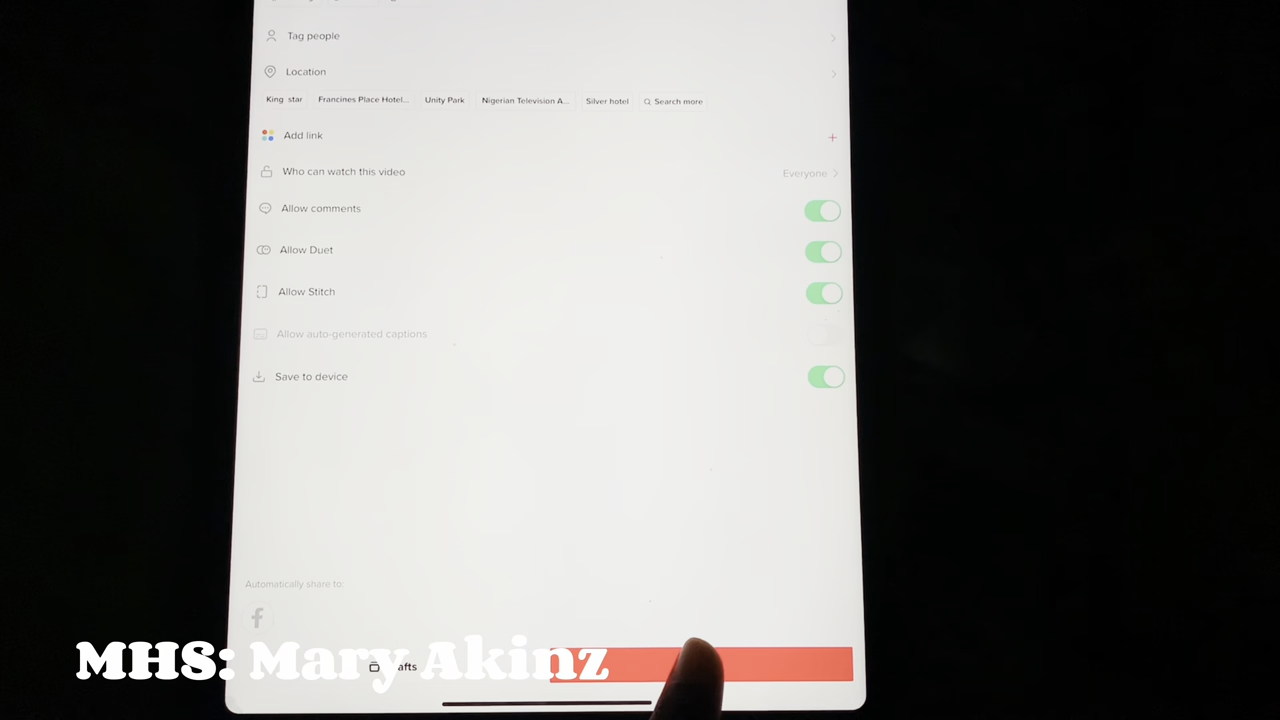 Tag people
Location
King star Francines Place Hotel... Unity Park Nigerian Television A... Silver hotel Search more
Add link
Who can watch this video Everyone
Allow comments
Allow Duet
Allow Stitch
Allow auto-generated captions
Save to device
Automatically share to:
MHS: Mary Akinz